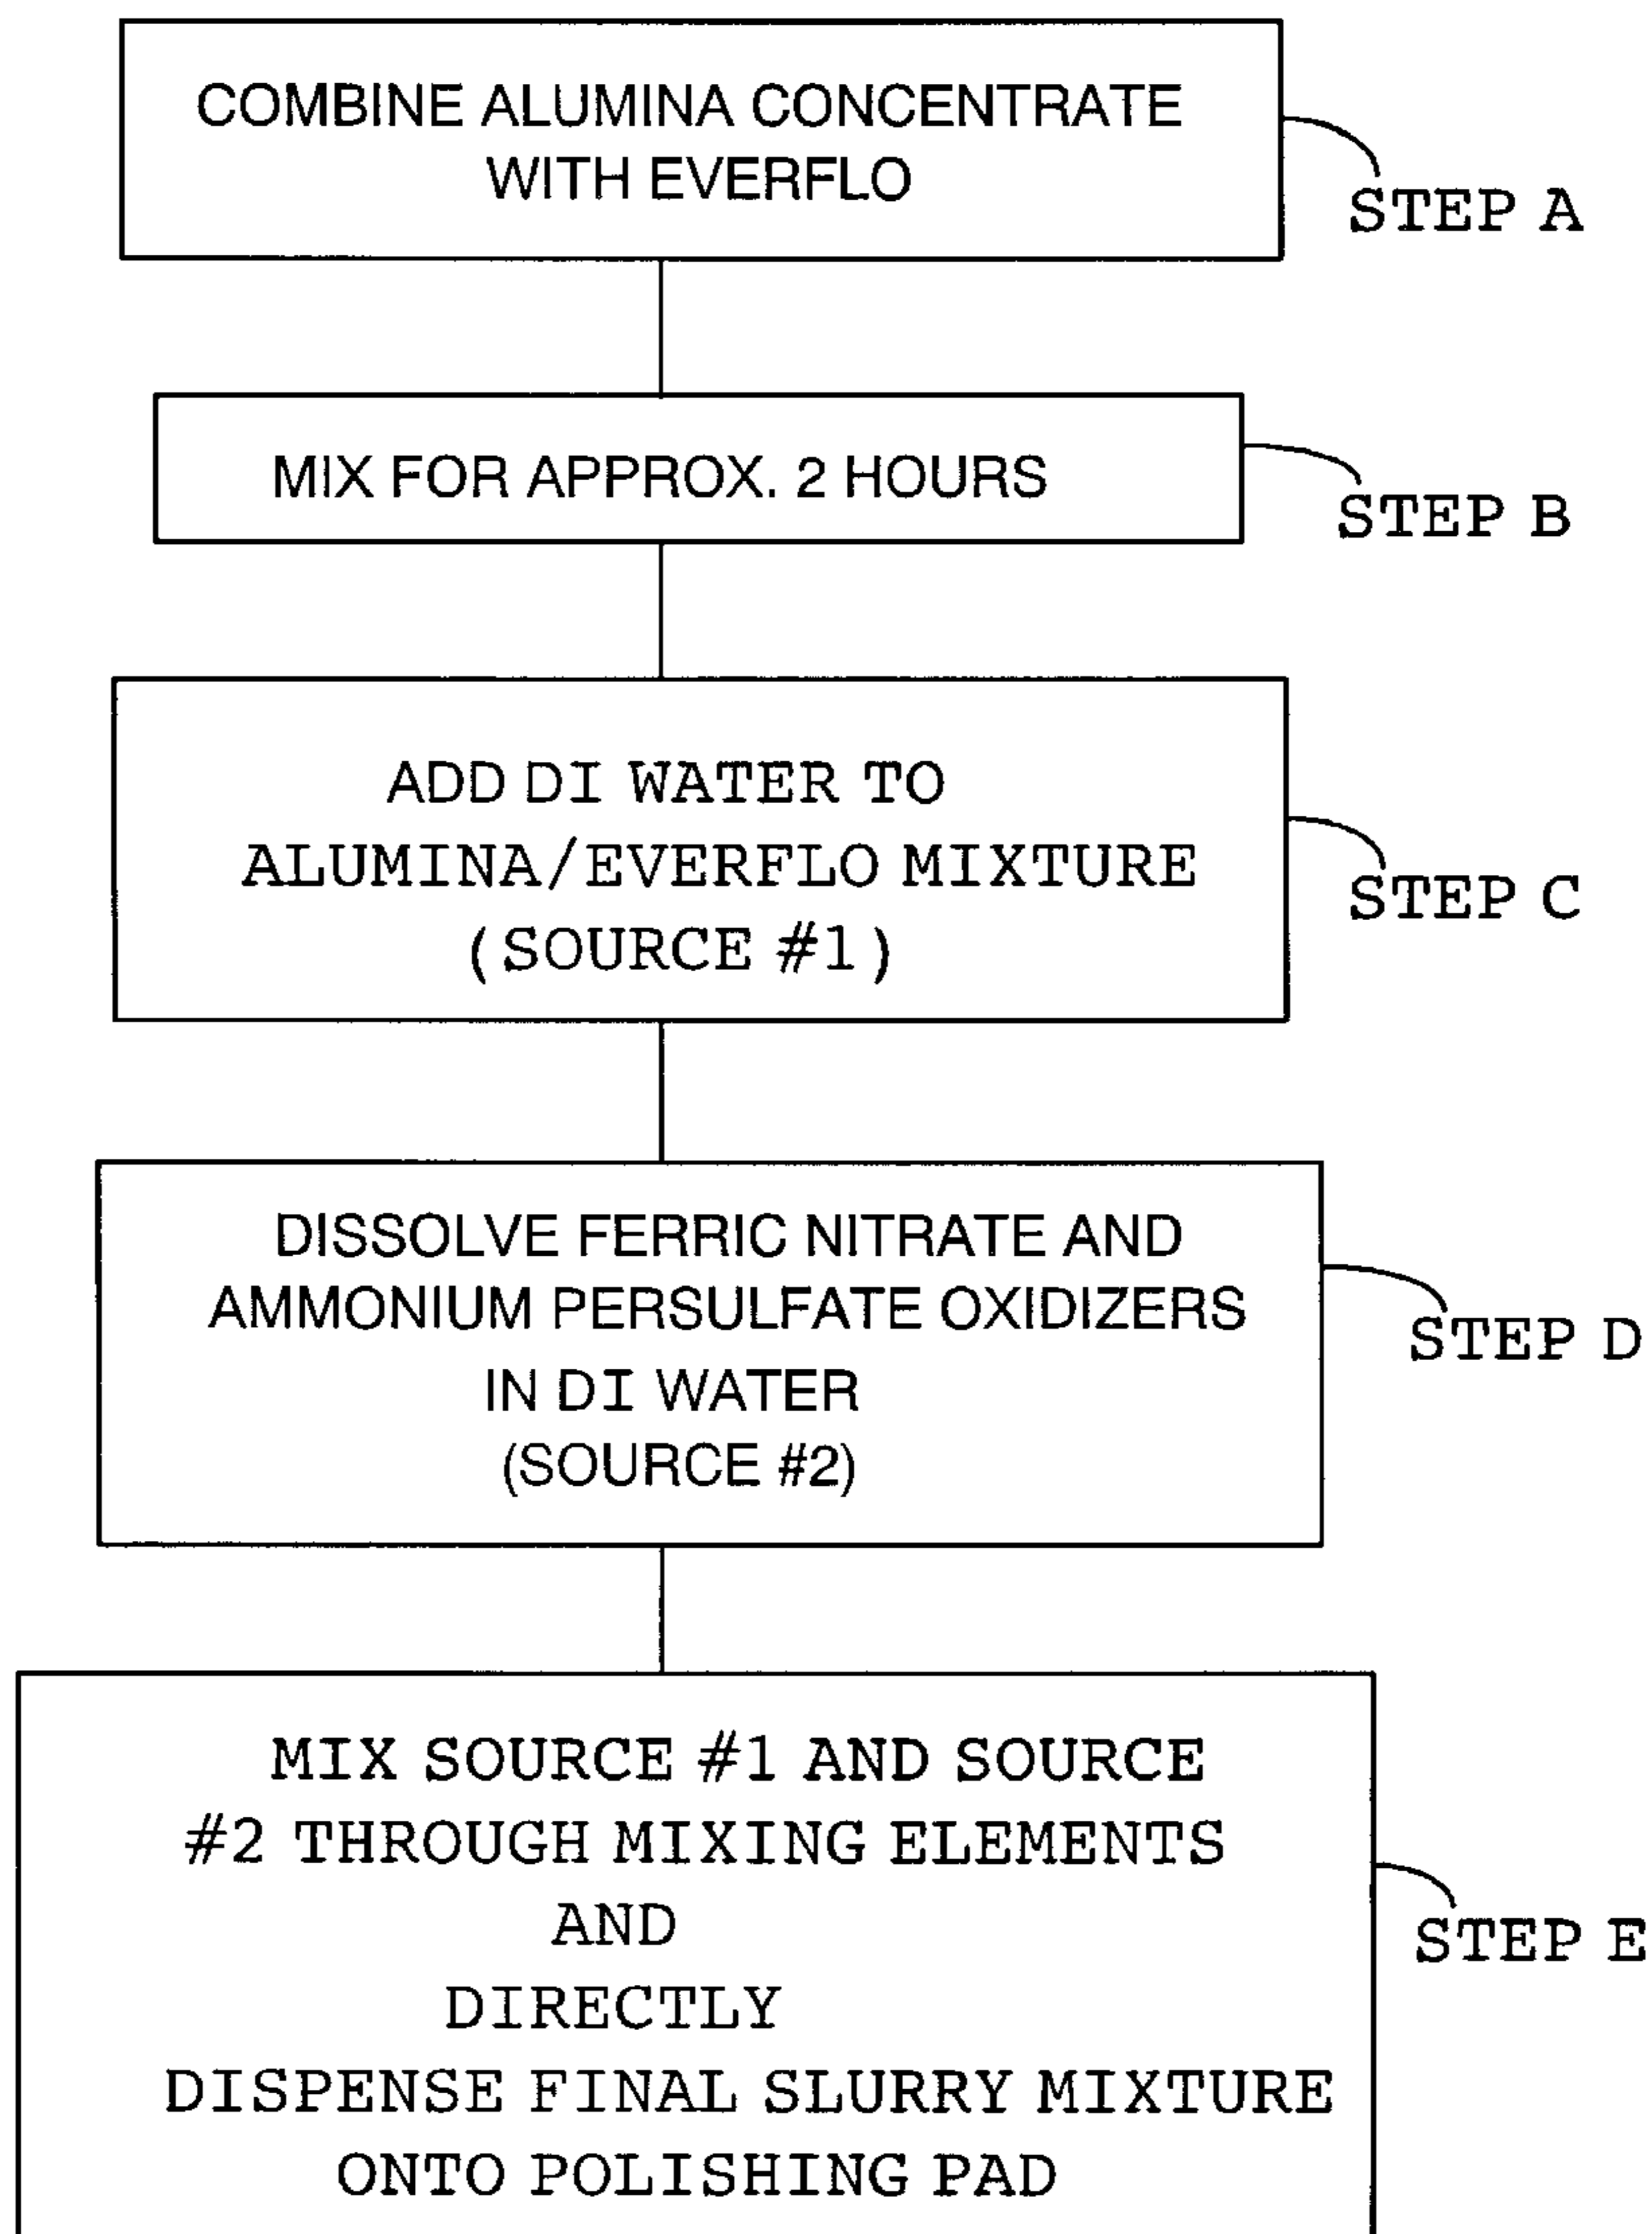 COMBINE ALUMINA CONCENTRATE
WITH EVERFLO
STEP A
MIX FOR APPROX. 2 HOURS
STEP B
ADD DI WATER TO
ALUMINA/EVERFLO MIXTURE
(SOURCE #1)
STEP C
DISSOLVE FERRIC NITRATE AND
AMMONIUM PERSULFATE OXIDIZERS
IN DI WATER
(SOURCE #2)
STEP D
MIX SOURCE #1 AND SOURCE
#2 THROUGH MIXING ELEMENTS
AND
DIRECTLY
DISPENSE FINAL SLURRY MIXTURE
ONTO POLISHING PAD
STEP E